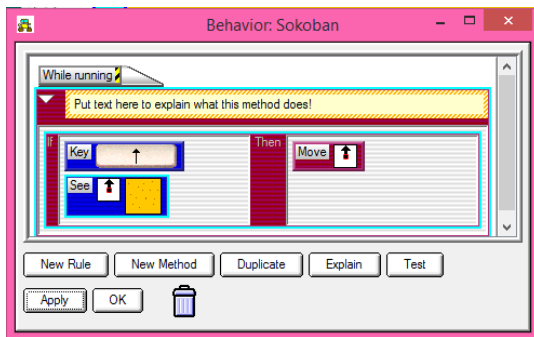 Behavior: Sokoban
While running
Put text here to explain what this method does!
If
Then
Key ↑
Move
See
New Rule
New Method
Duplicate
Explain
Test
Apply
OK